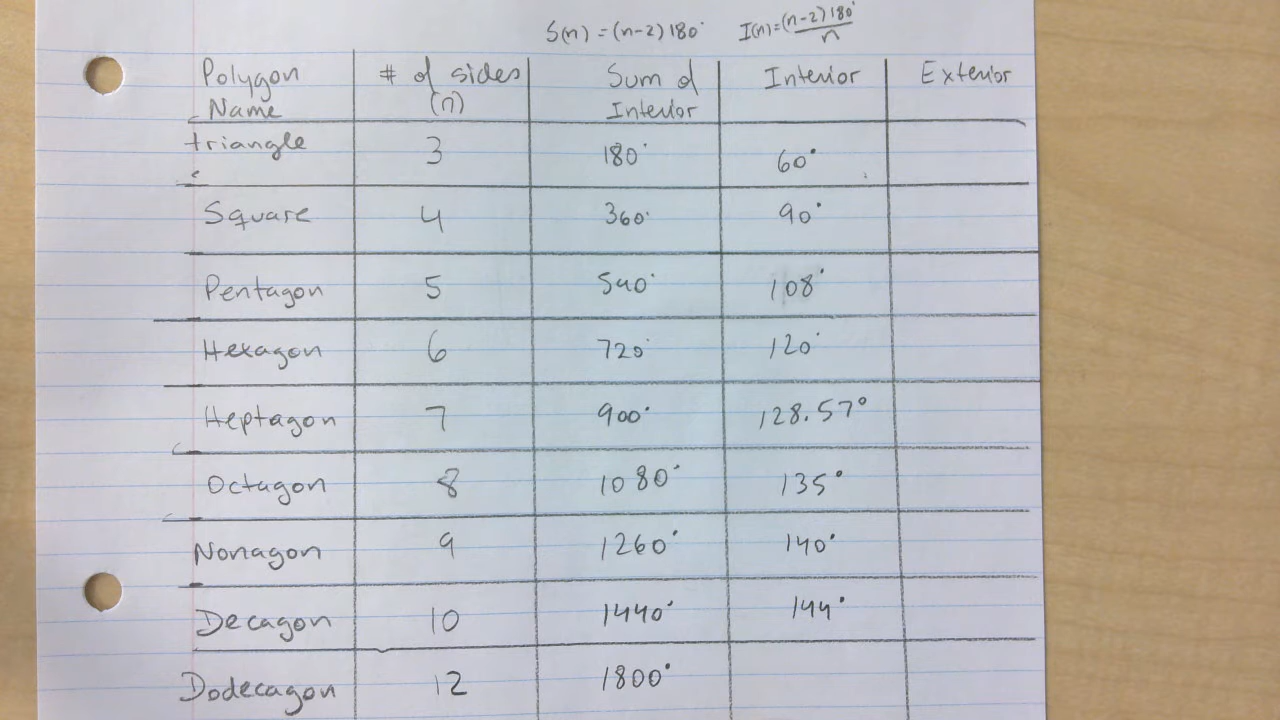 S(n) = (n-2) 180° I(n) = (n-2) 180° / n
Polygon Name # of sides (n) Sum of Interior Interior Exterior
triangle 3 180° 60°
Square 4 360° 90°
Pentagon 5 540° 108°
Hexagon 6 720° 120°
Heptagon 7 900° 128.57°
Octagon 8 1080° 135°
Nonagon 9 1260° 140°
Decagon 10 1440° 144°
Dodecagon 12 1800°